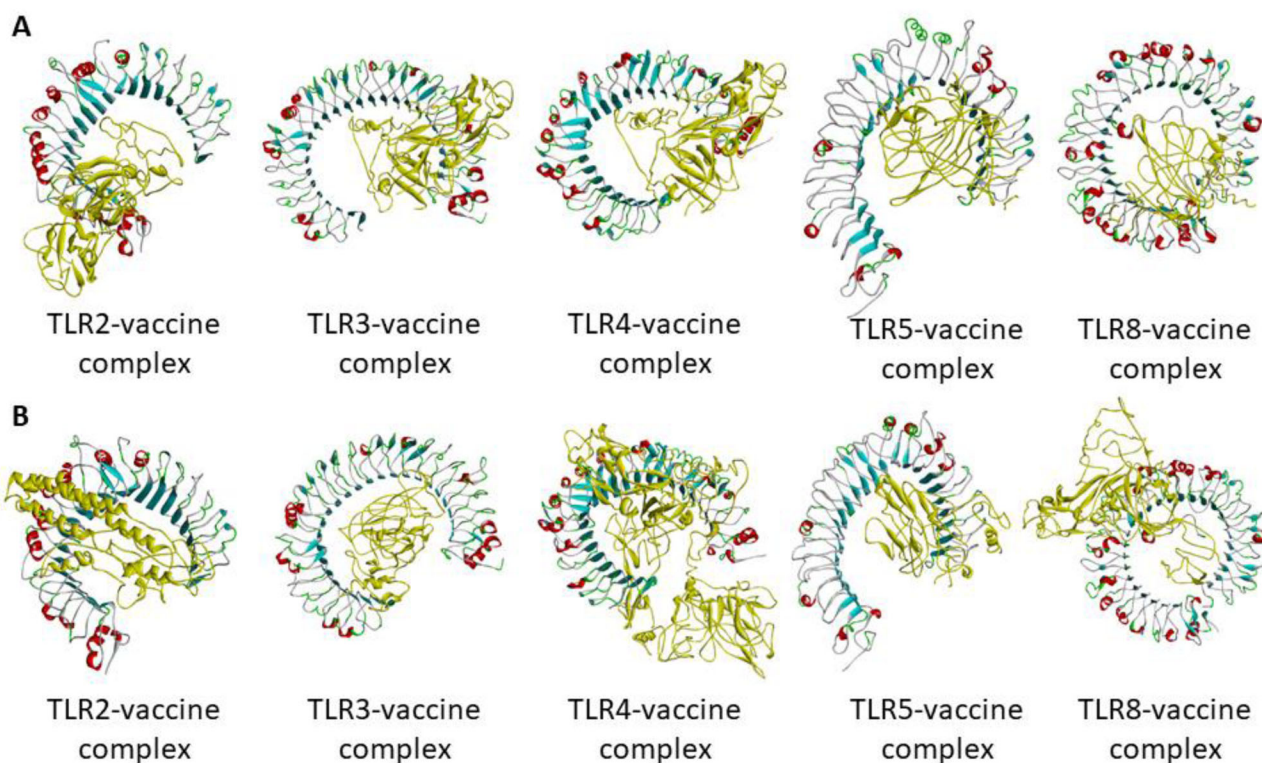 A
TLR2-vaccine
complex
TLR3-vaccine
complex
TLR4-vaccine
complex
TLR5-vaccine
complex
TLR8-vaccine
complex
B
TLR2-vaccine
complex
TLR3-vaccine
complex
TLR4-vaccine
complex
TLR5-vaccine
complex
TLR8-vaccine
complex